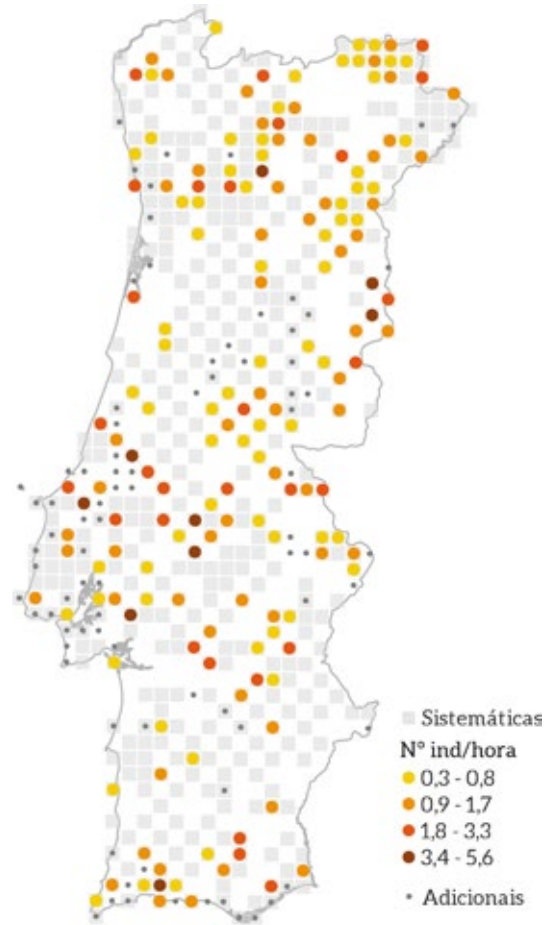 Sistemáticas
N° ind/hora
0,3 - 0,8
0,9 - 1,7
1,8 - 3,3
3,4 - 5,6
Adicionais